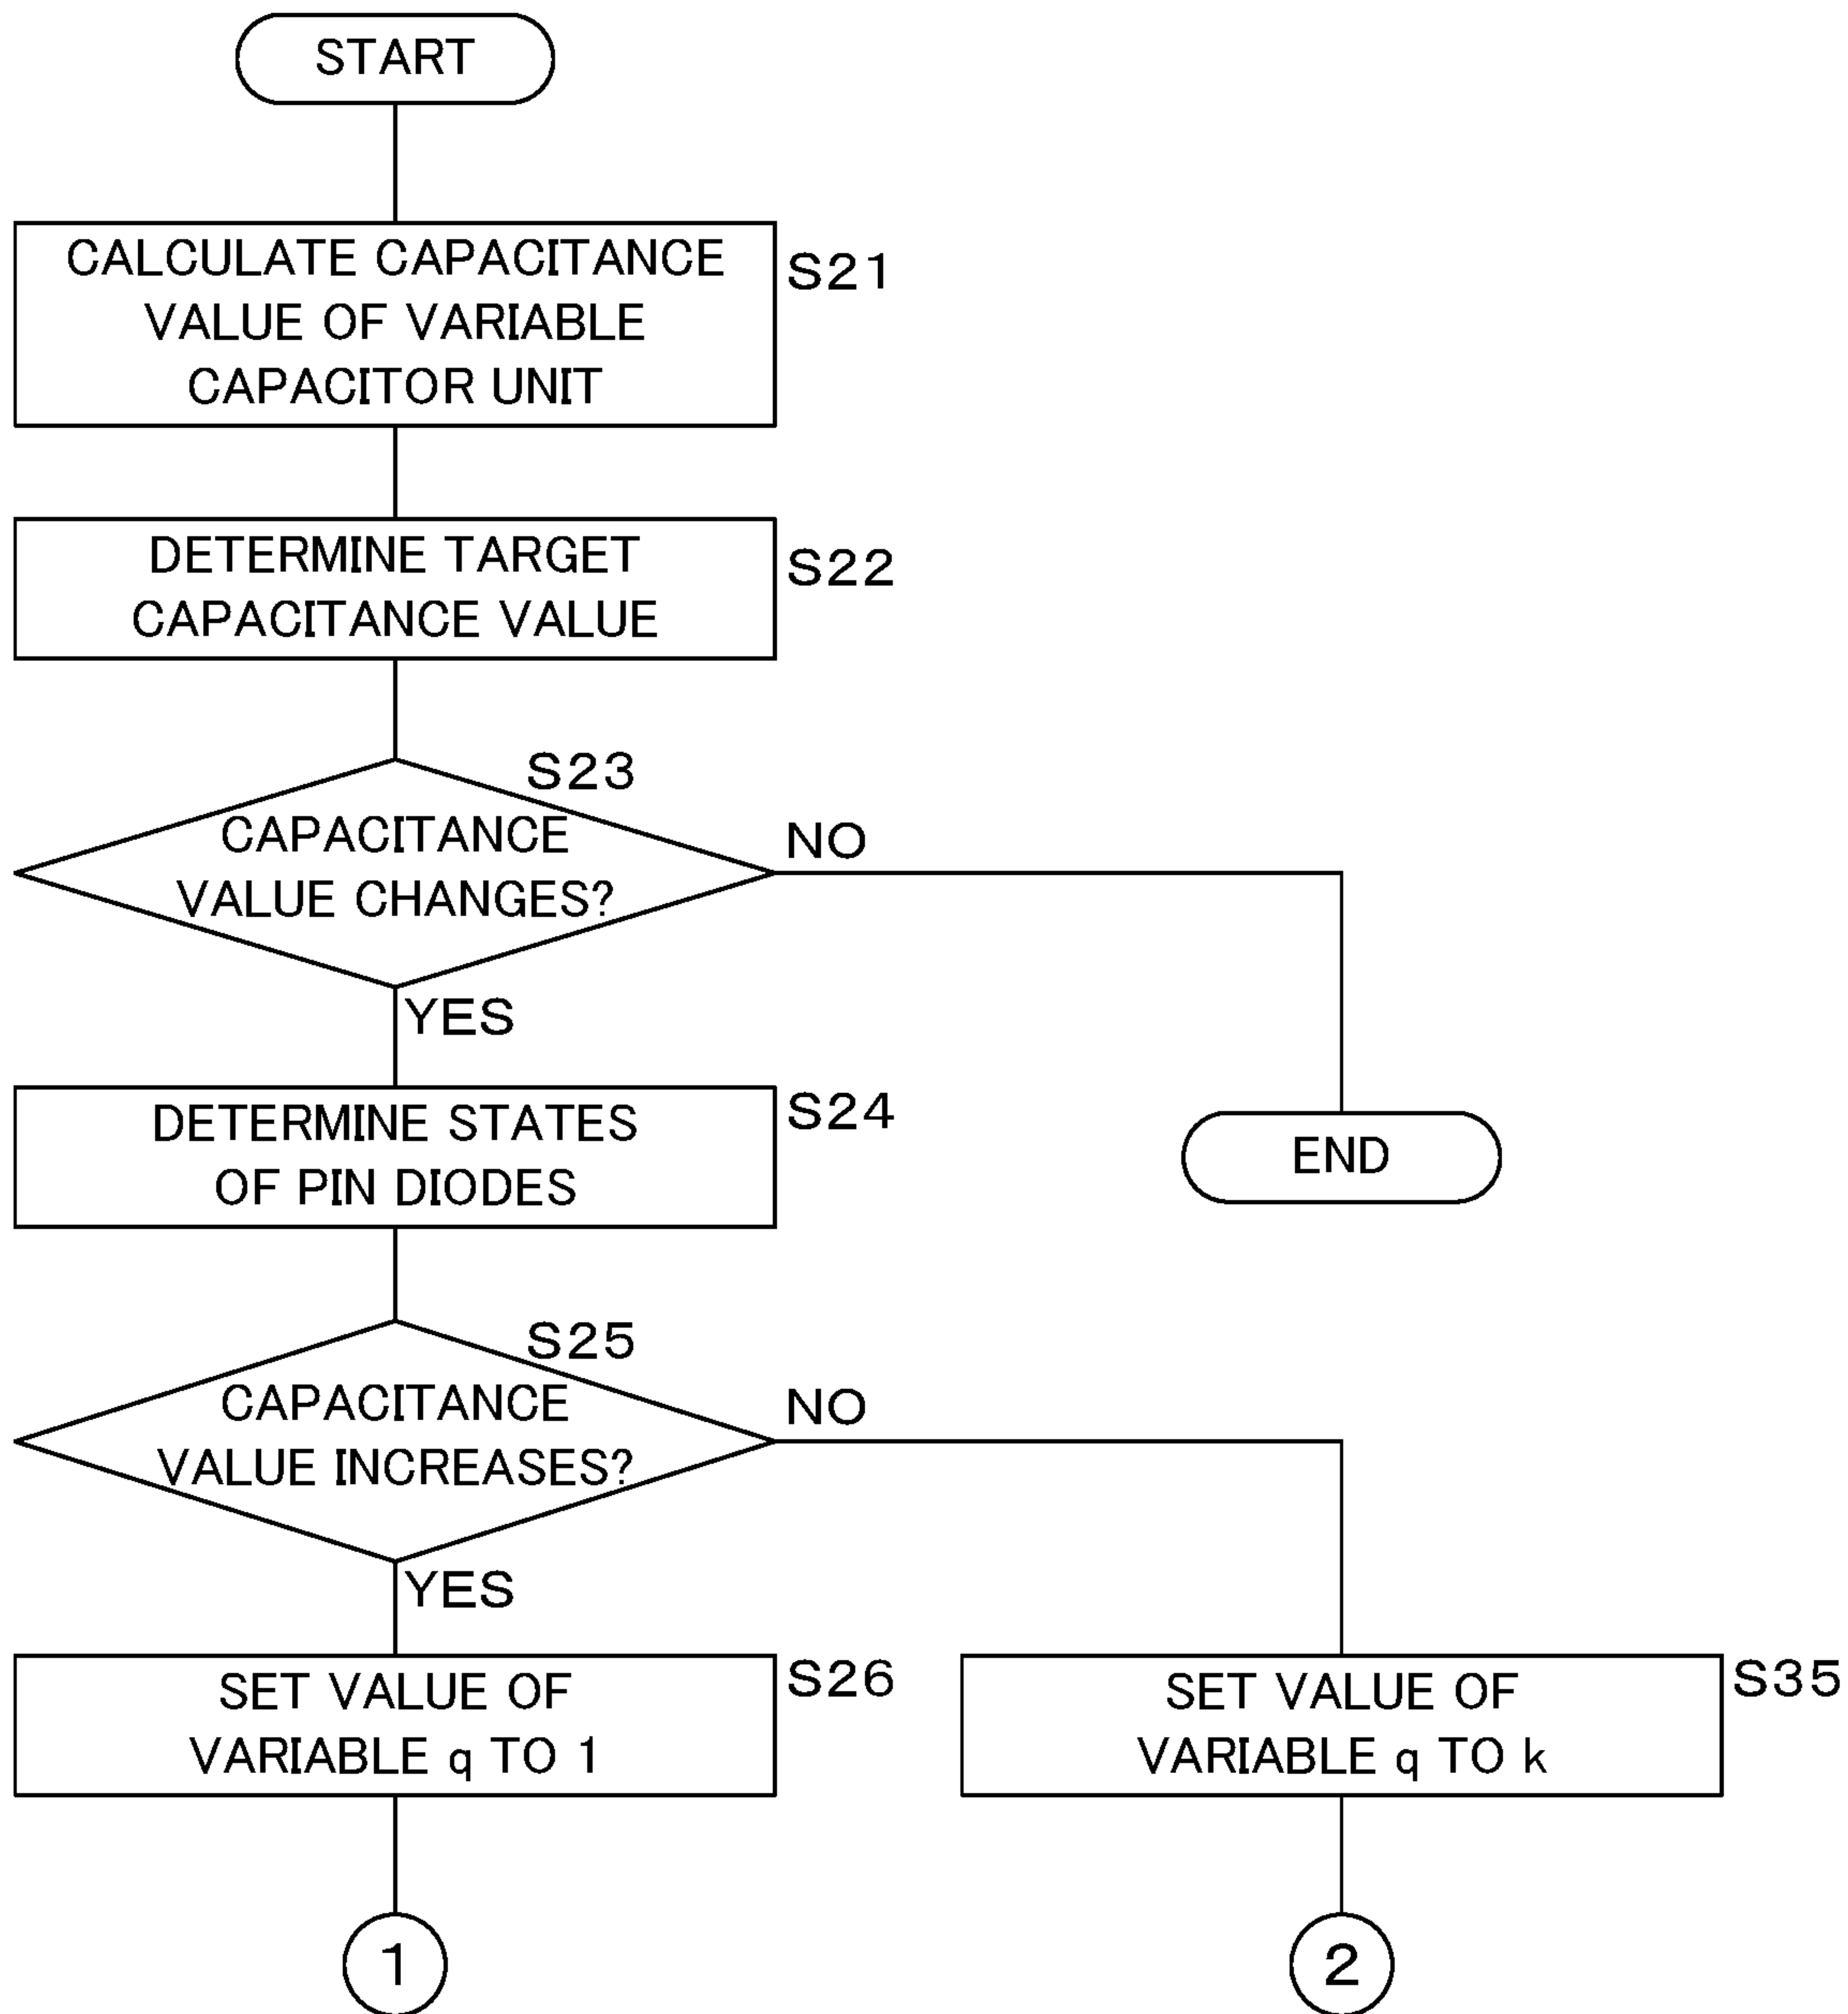 START
CALCULATE CAPACITANCE
VALUE OF VARIABLE
CAPACITOR UNIT
S21
DETERMINE TARGET
CAPACITANCE VALUE
S22
S23
CAPACITANCE
VALUE CHANGES?
NO
YES
DETERMINE STATES
OF PIN DIODES
S24
END
S25
CAPACITANCE
VALUE INCREASES?
NO
YES
SET VALUE OF
VARIABLE q TO 1
S26
SET VALUE OF
VARIABLE q TO k
S35
1
2